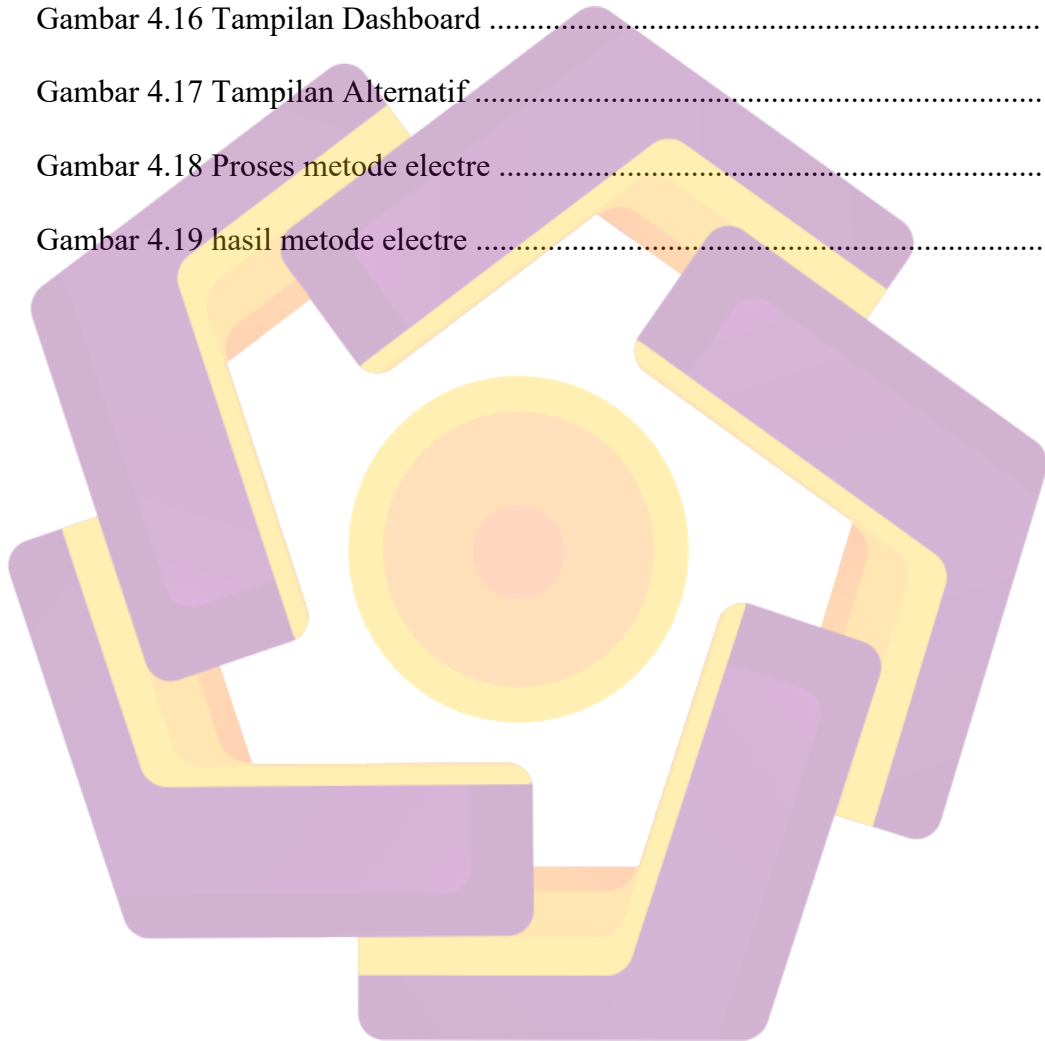 Gambar 4.16 Tampilan Dashboard ..........................................................................
Gambar 4.17 Tampilan Alternatif ............................................................................
Gambar 4.18 Proses metode electre .........................................................................
Gambar 4.19 hasil metode electre ............................................................................